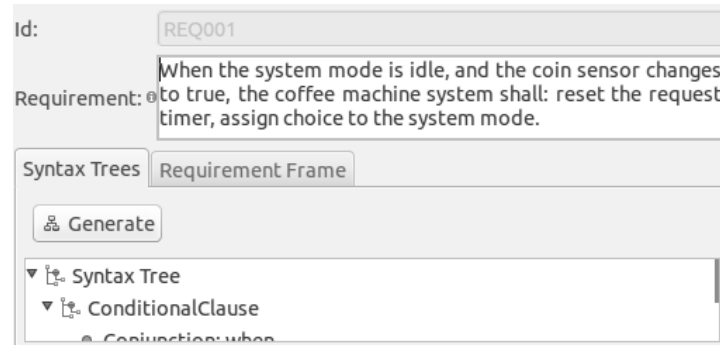 Id:
REQ001
When the system mode is idle, and the coin sensor changes
Requirement: to true, the coffee machine system shall: reset the request
timer, assign choice to the system mode.
Syntax Trees Requirement Frame
Generate
Syntax Tree
ConditionalClause
Conjunction: when